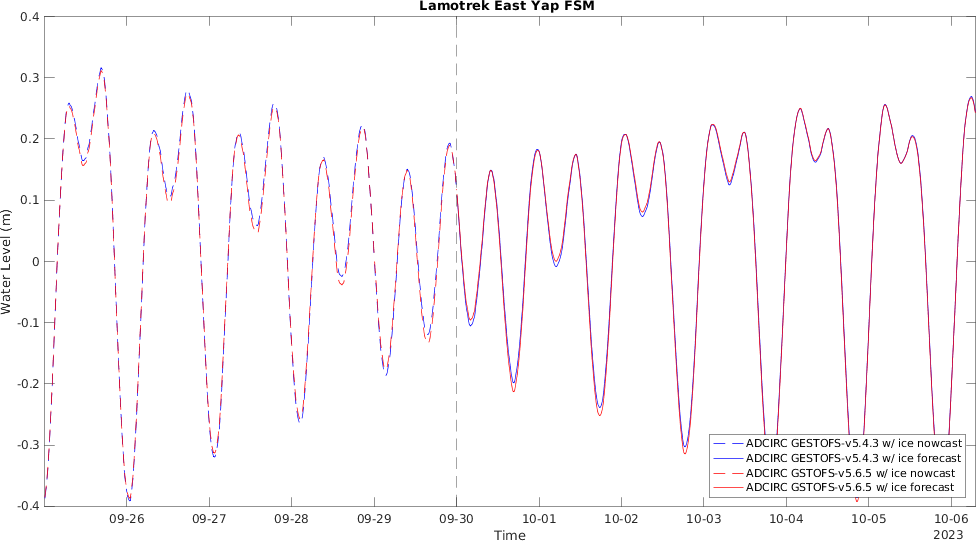 Lamotrek East Yap FSM
0.4
0.3
0.2
0.1
0
-0.1
-0.2
-0.3
-0.4
Water Level (m)
ADCIRC GESTOFS-v5.4.3 w/ ice nowcast
ADCIRC GESTOFS-v5.4.3 w/ ice forecast
ADCIRC GSTOFS-v5.6.5 w/ ice nowcast
ADCIRC GSTOFS-v5.6.5 w/ ice forecast
09-26 09-27 09-28 09-29 09-30 10-01 10-02 10-03 10-04 10-05 10-06
2023
Time